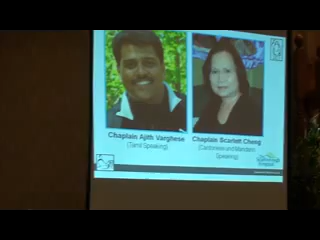 Chaplain Ajith Varghese
(Tamil Speaking)
Chaplain Scarlett Cheng
(Cantonese and Mandarin
Speaking)